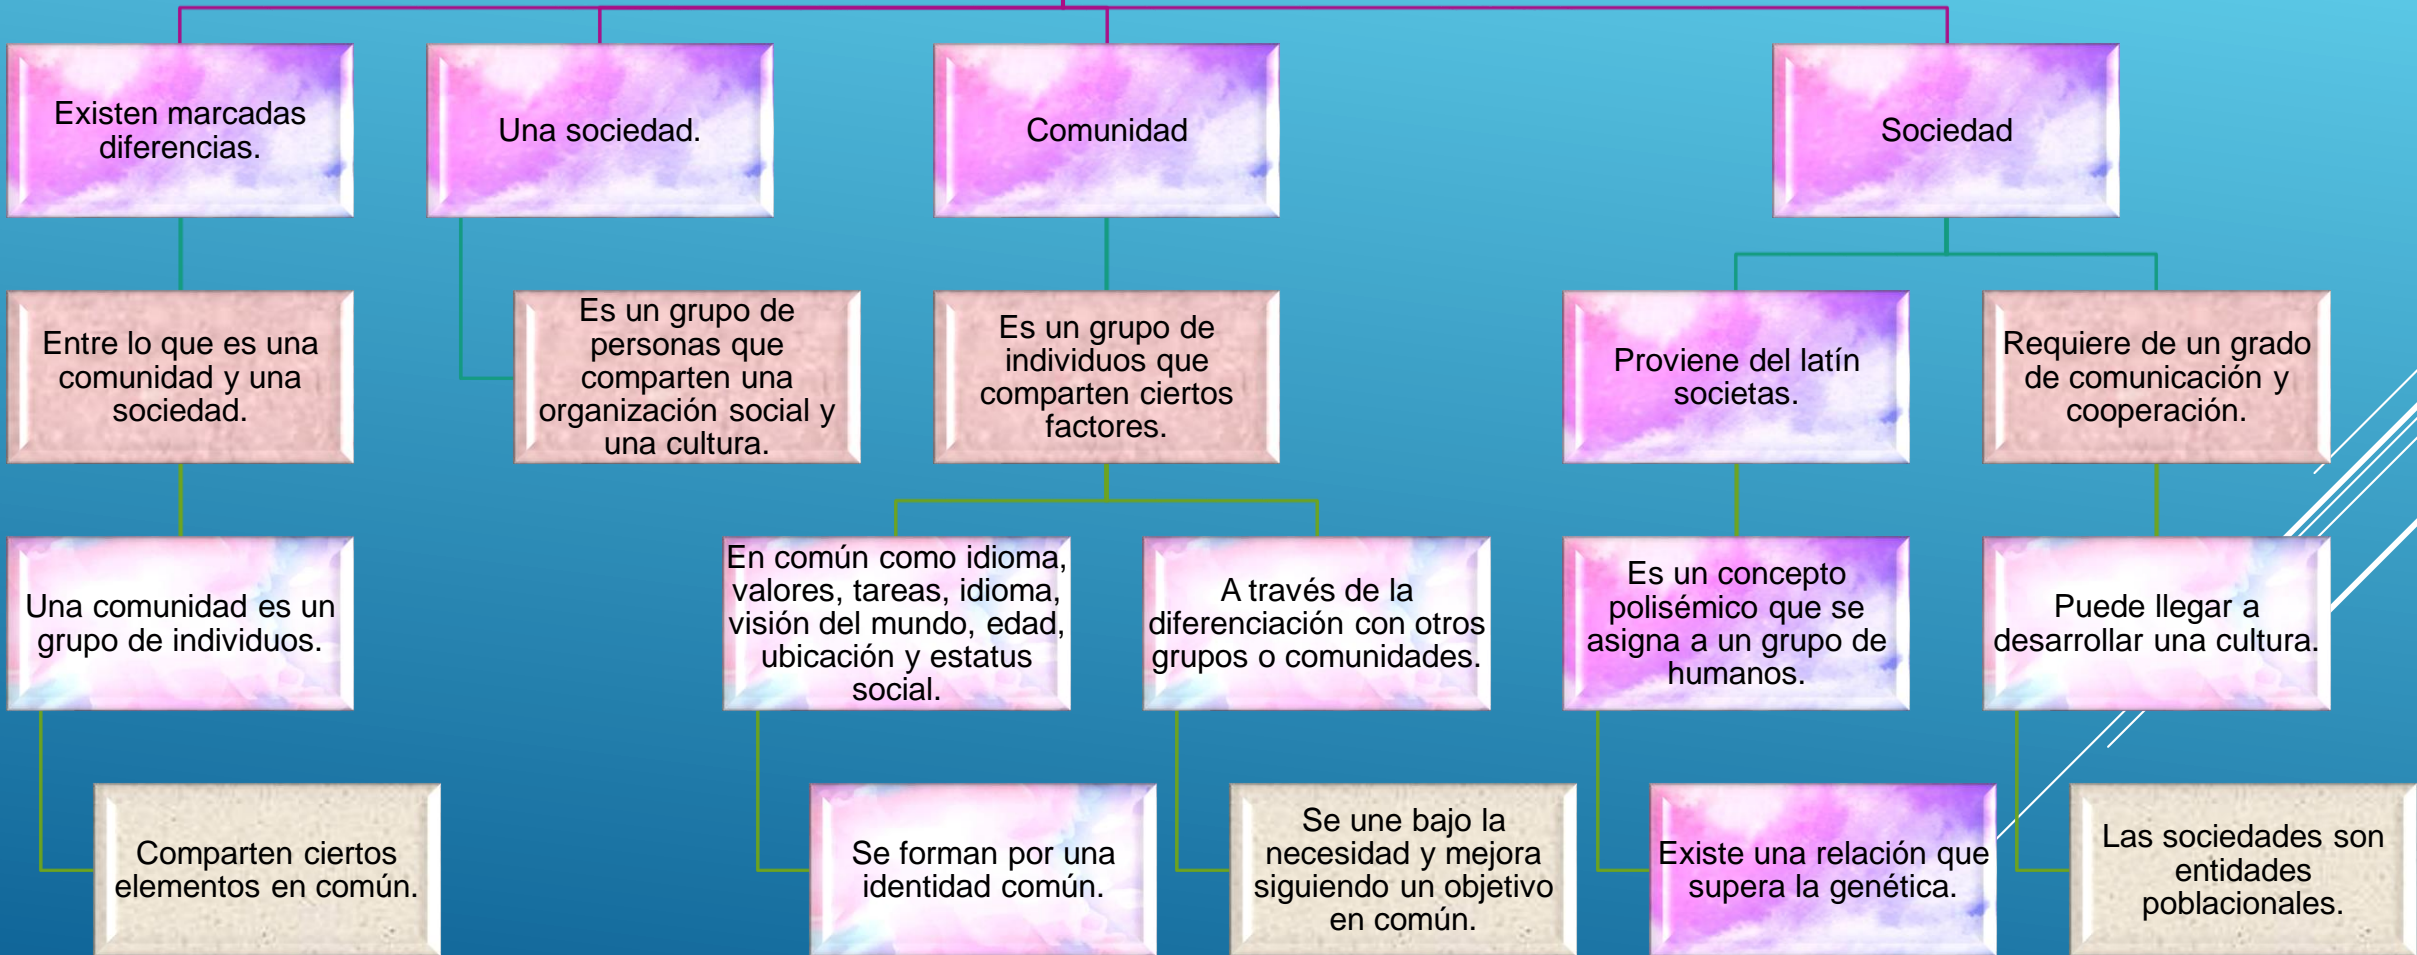 Existen marcadas
diferencias.
Una sociedad.
Comunidad
Sociedad
Entre lo que es una
comunidad y una
sociedad.
Es un grupo de
personas que
comparten una
organización social y
una cultura.
Es un grupo de
individuos que
comparten ciertos
factores.
Proviene del latín
societas.
Requiere de un grado
de comunicación y
cooperación.
Una comunidad es un
grupo de individuos.
En común como idioma,
valores, tareas, idioma,
visión del mundo, edad,
ubicación y estatus
social.
A través de la
diferenciación con otros
grupos o comunidades.
Es un concepto
polisémico que se
asigna a un grupo de
humanos.
Puede llegar a
desarrollar una cultura.
Comparten ciertos
elementos en común.
Se forman por una
identidad común.
Se une bajo la
necesidad y mejora
siguiendo un objetivo
en común.
Existe una relación que
supera la genética.
Las sociedades son
entidades
poblacionales.